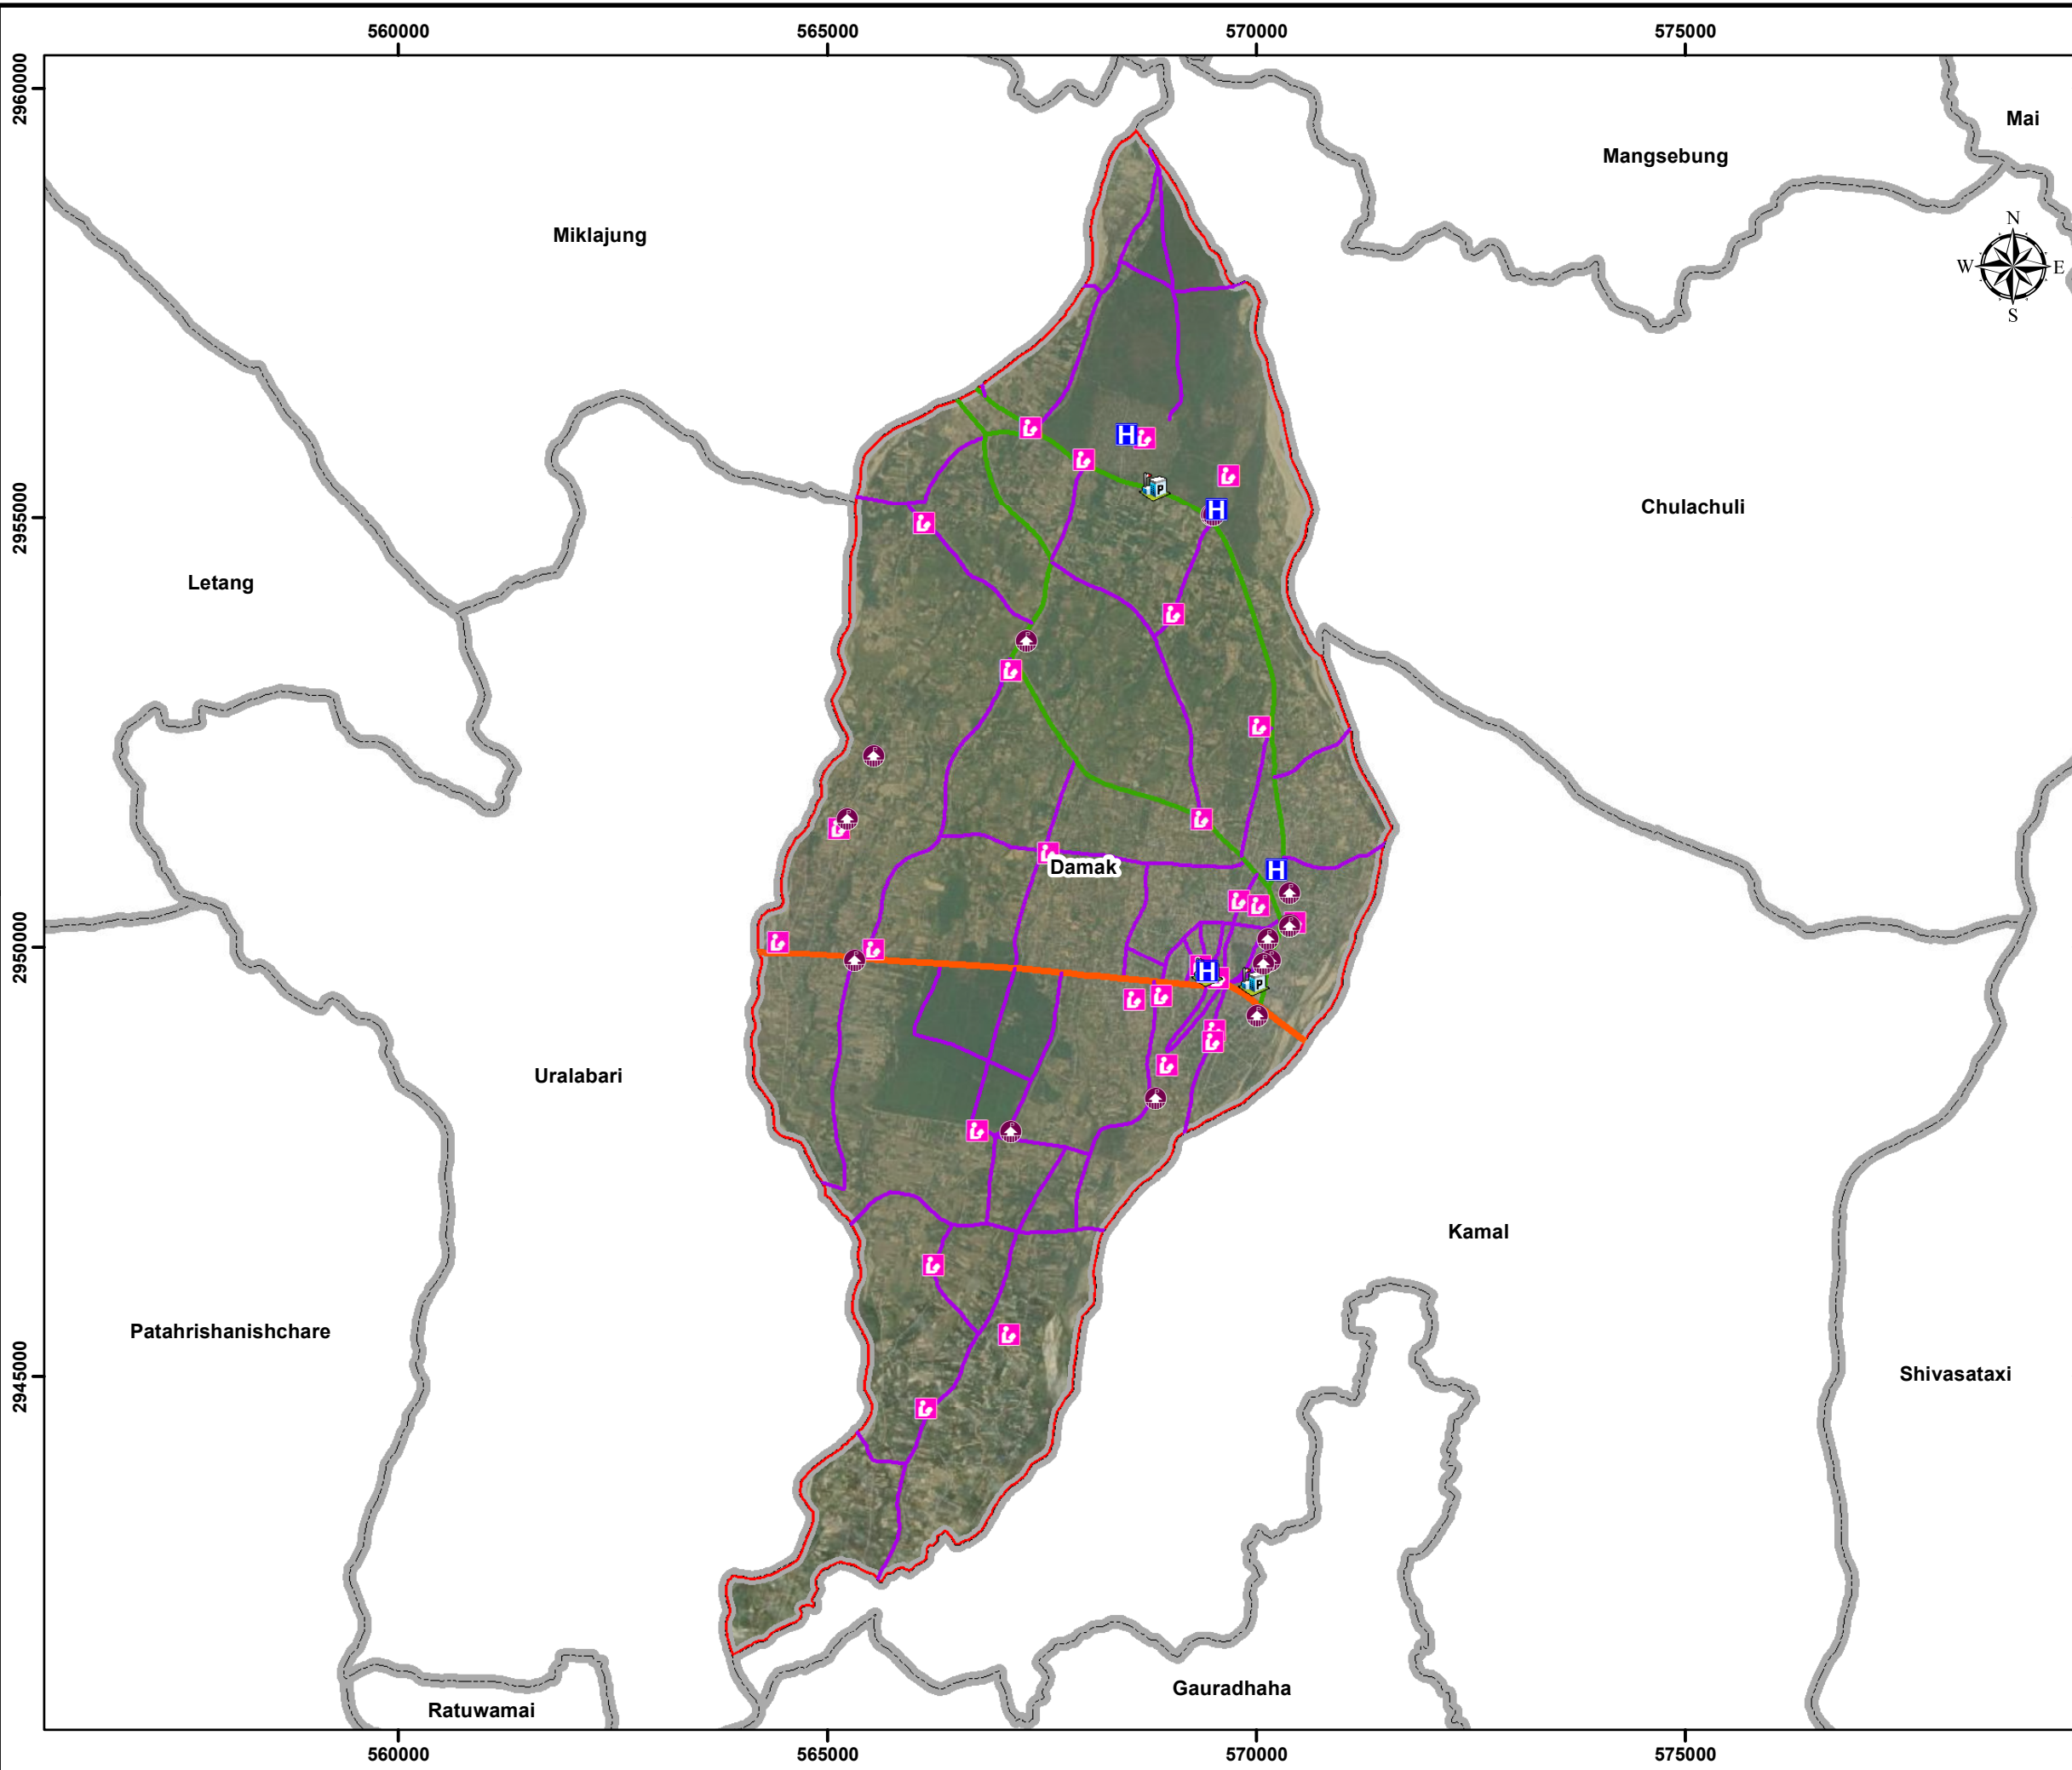 560000 565000 570000 575000
2960000
Mai
Mangsebung
N
Miklajung
W E
S
H
P
Chulachuli
H
2955000
Letang
Damak
H
2950000
H
P
Uralabari
Kamal
Patahrishanishchare
2945000
Shivasataxi
Gauradhaha
Ratuwamai
560000 565000 570000 575000